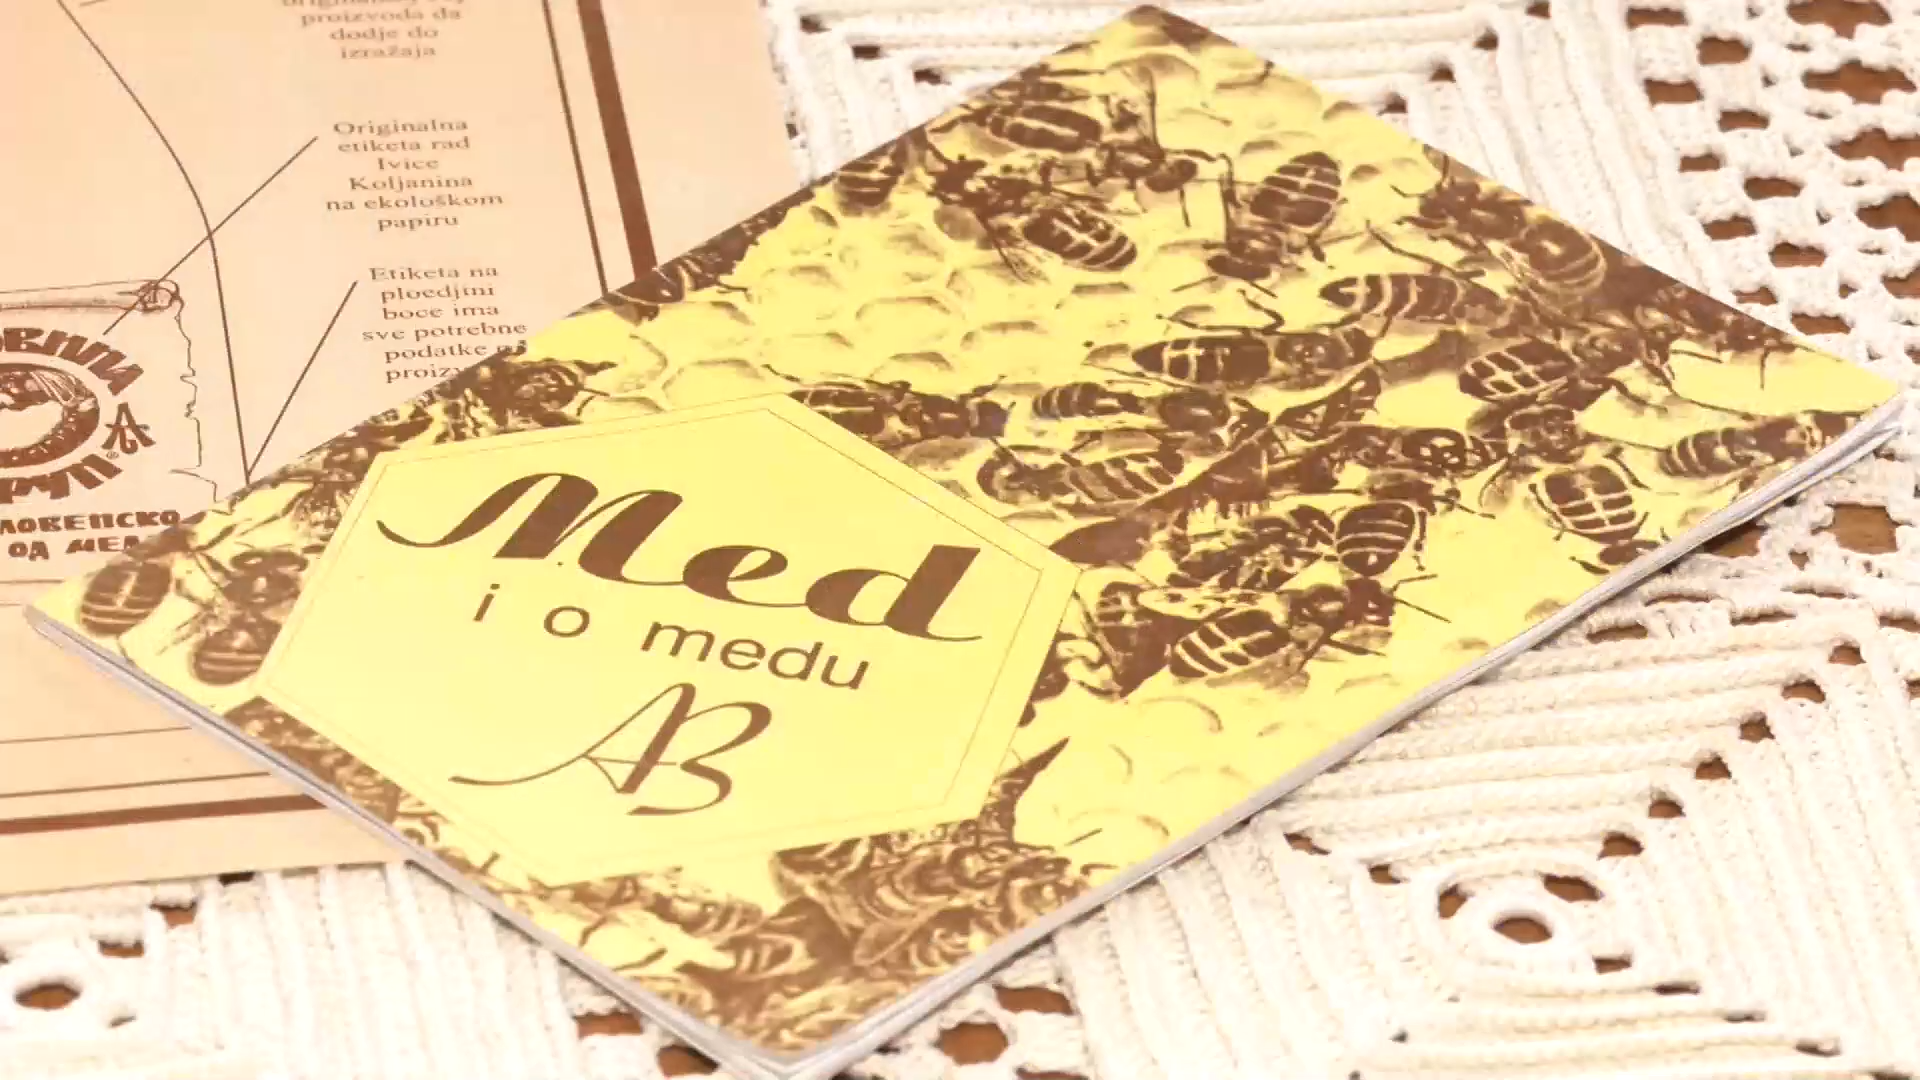 proizvoda da
dodje do
izražaja
Originalna
etiketa rad
Ivice
Koljanina
na ekološkom
papiru
Etiketa na
ploedjini
boce ima
sve potrebne
podatke
Med
i o medu
AB